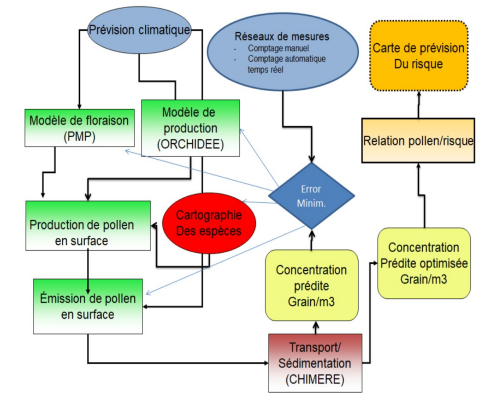 Prévision climatique
Réseaux de mesures
- Comptage manuel
- Comptage automatique
temps réel
Carte de prévision
Du risque
Modèle de floraison
(PMP)
Modèle de
production
(ORCHIDEE)
Relation pollen/risque
Error
Minim.
Production de pollen
en surface
Cartographie
Des espèces
Concentration
Prédite optimisée
Grain/m3
Concentration
prédite
Grain/m3
Émission de pollen
en surface
Transport/
Sédimentation
(CHIMERE)